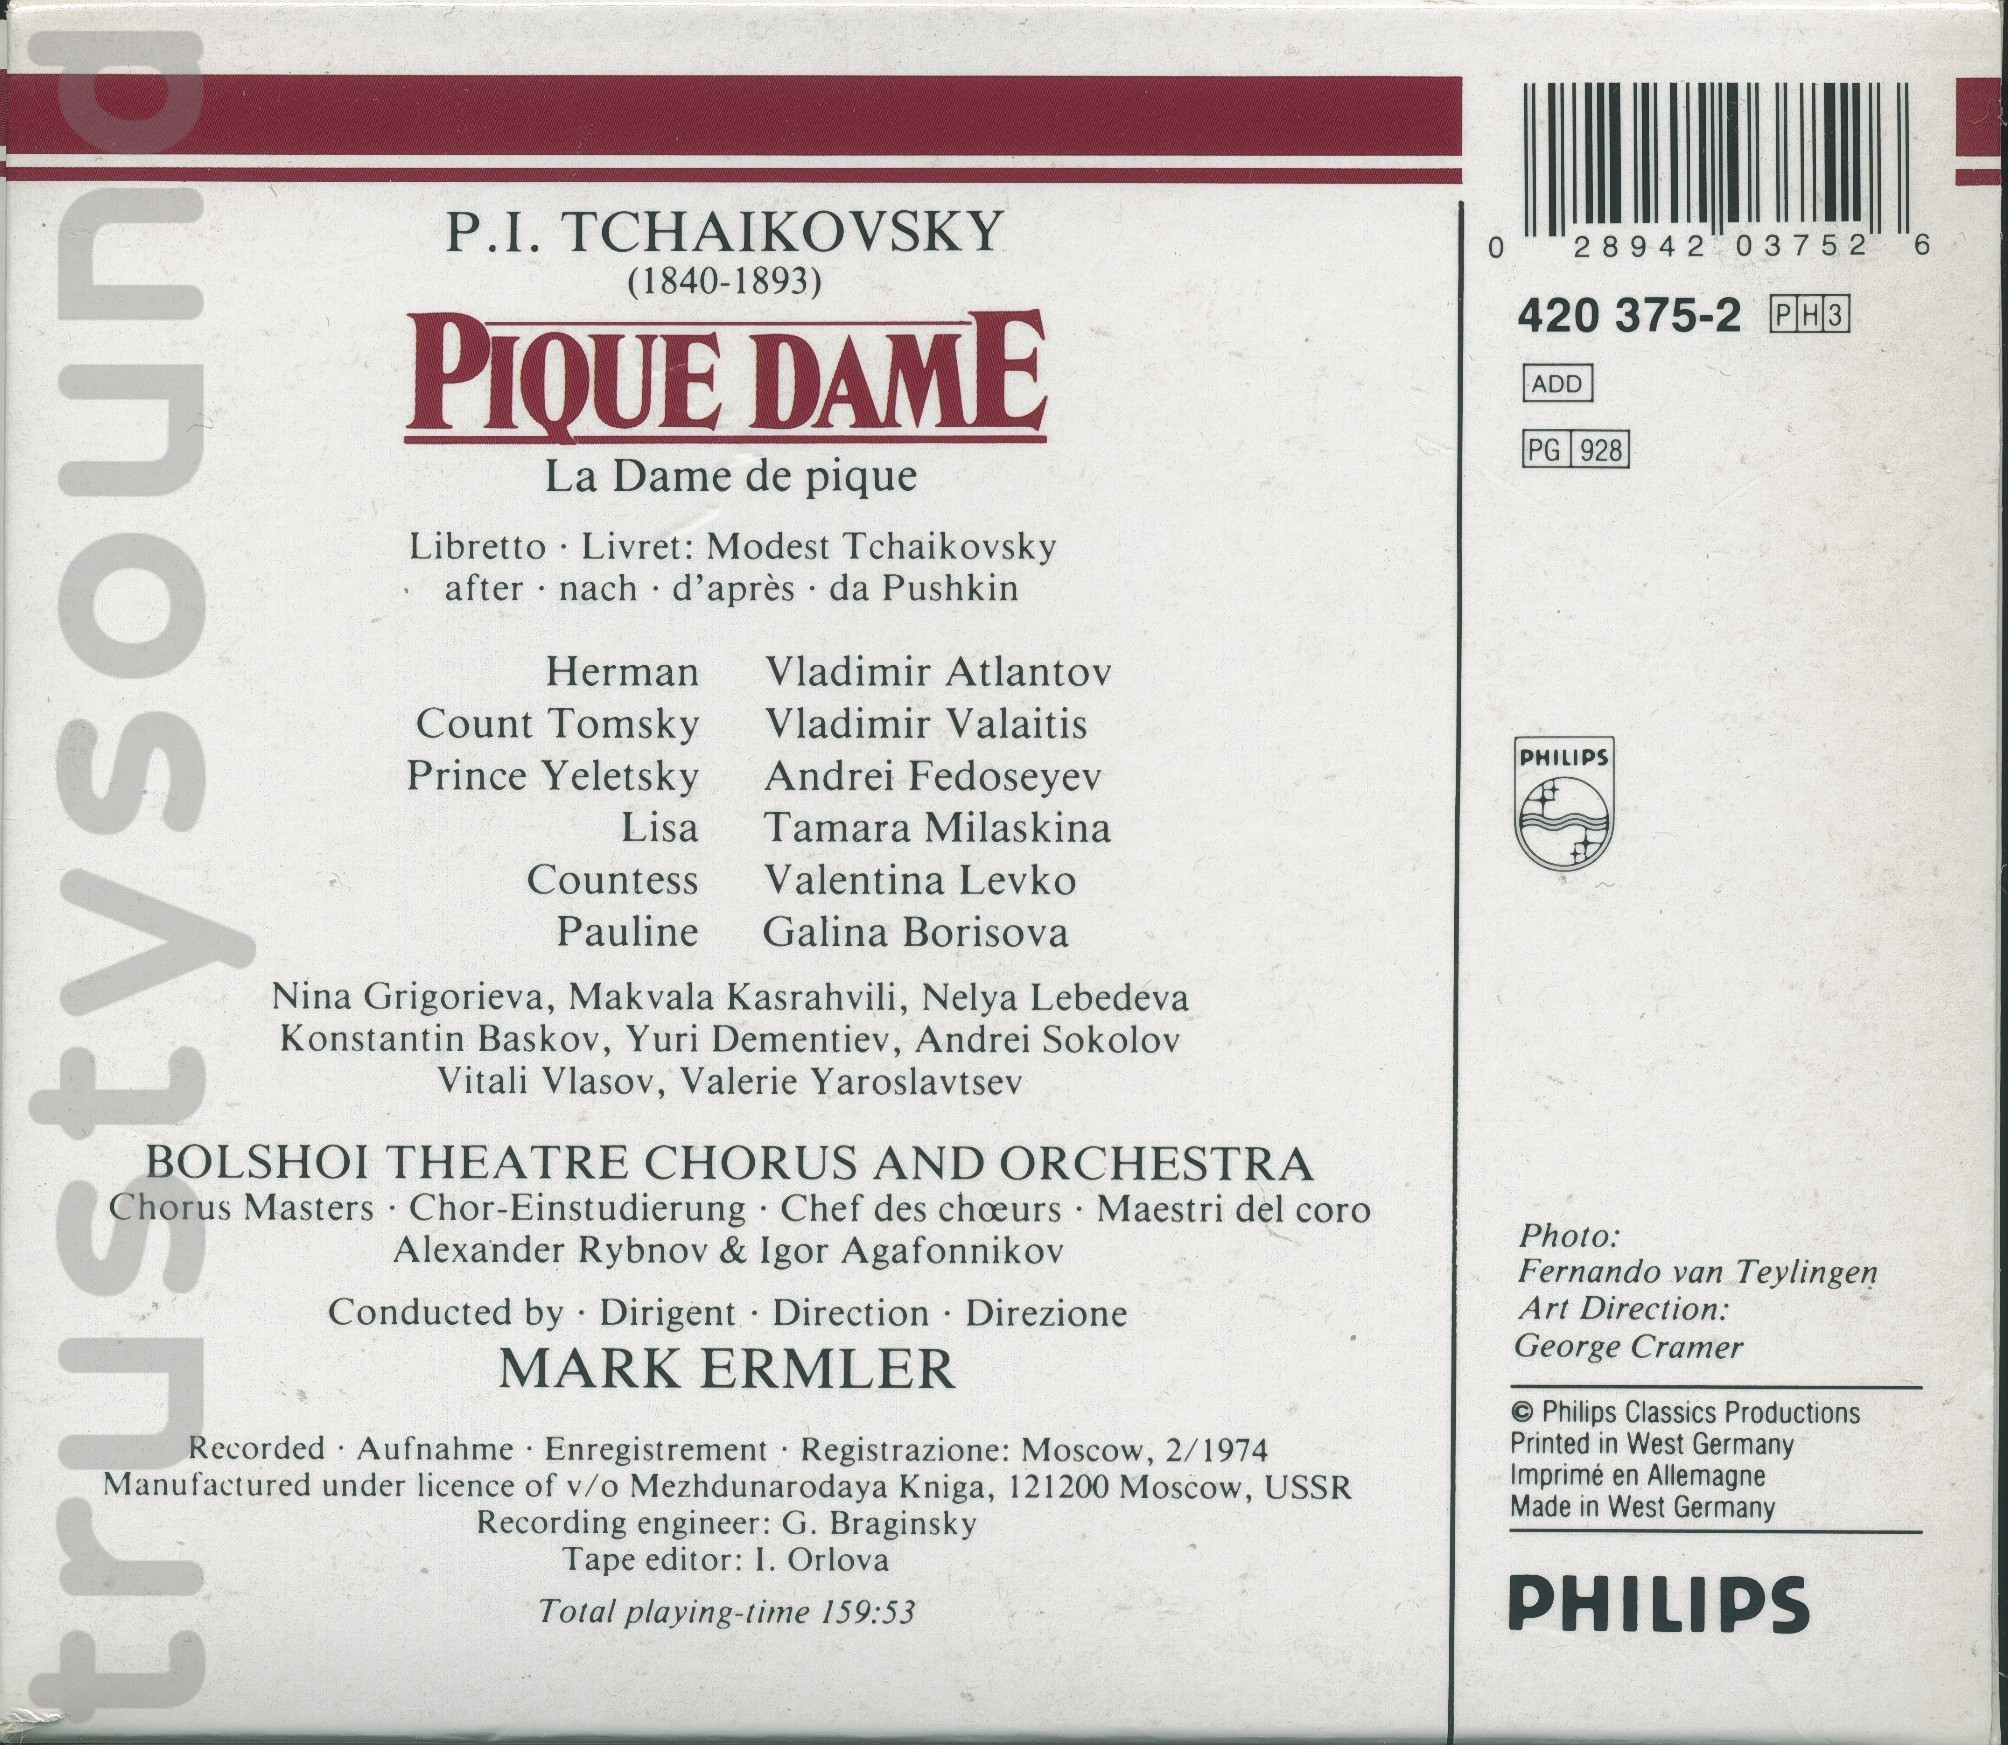 P.I. TCHAIKOVSKY
(1840-1893)
PIQUE DAME
La Dame de pique
Libretto · Livret: Modest Tchaikovsky
after · nach · d'après · da Pushkin
Herman Vladimir Atlantov
Count Tomsky Vladimir Valaitis
Prince Yeletsky Andrei Fedoseyev
Lisa Tamara Milaskina
Countess Valentina Levko
Pauline Galina Borisova
Nina Grigorieva, Makvala Kasrahvili, Nelya Lebedeva
Konstantin Baskov, Yuri Dementiev, Andrei Sokolov
Vitali Vlasov, Valerie Yaroslavtsev
BOLSHOI THEATRE CHORUS AND ORCHESTRA
Chorus Masters · Chor-Einstudierung · Chef des chœurs · Maestri del coro
Alexander Rybnov & Igor Agafonnikov
Conducted by · Dirigent · Direction · Direzione
MARK ERMLER
Recorded · Aufnahme · Enregistrement · Registrazione: Moscow, 2/1974
Manufactured under licence of v/o Mezhdunarodaya Kniga, 121200 Moscow, USSR
Recording engineer: G. Braginsky
Tape editor: I. Orlova
Total playing-time 159:53
0 28942 03752 6
420 375-2 PH3
ADD
PG 928
PHILIPS
Photo:
Fernando van Teylingen
Art Direction:
George Cramer
© Philips Classics Productions
Printed in West Germany
Imprimé en Allemagne
Made in West Germany
PHILIPS
trustysound